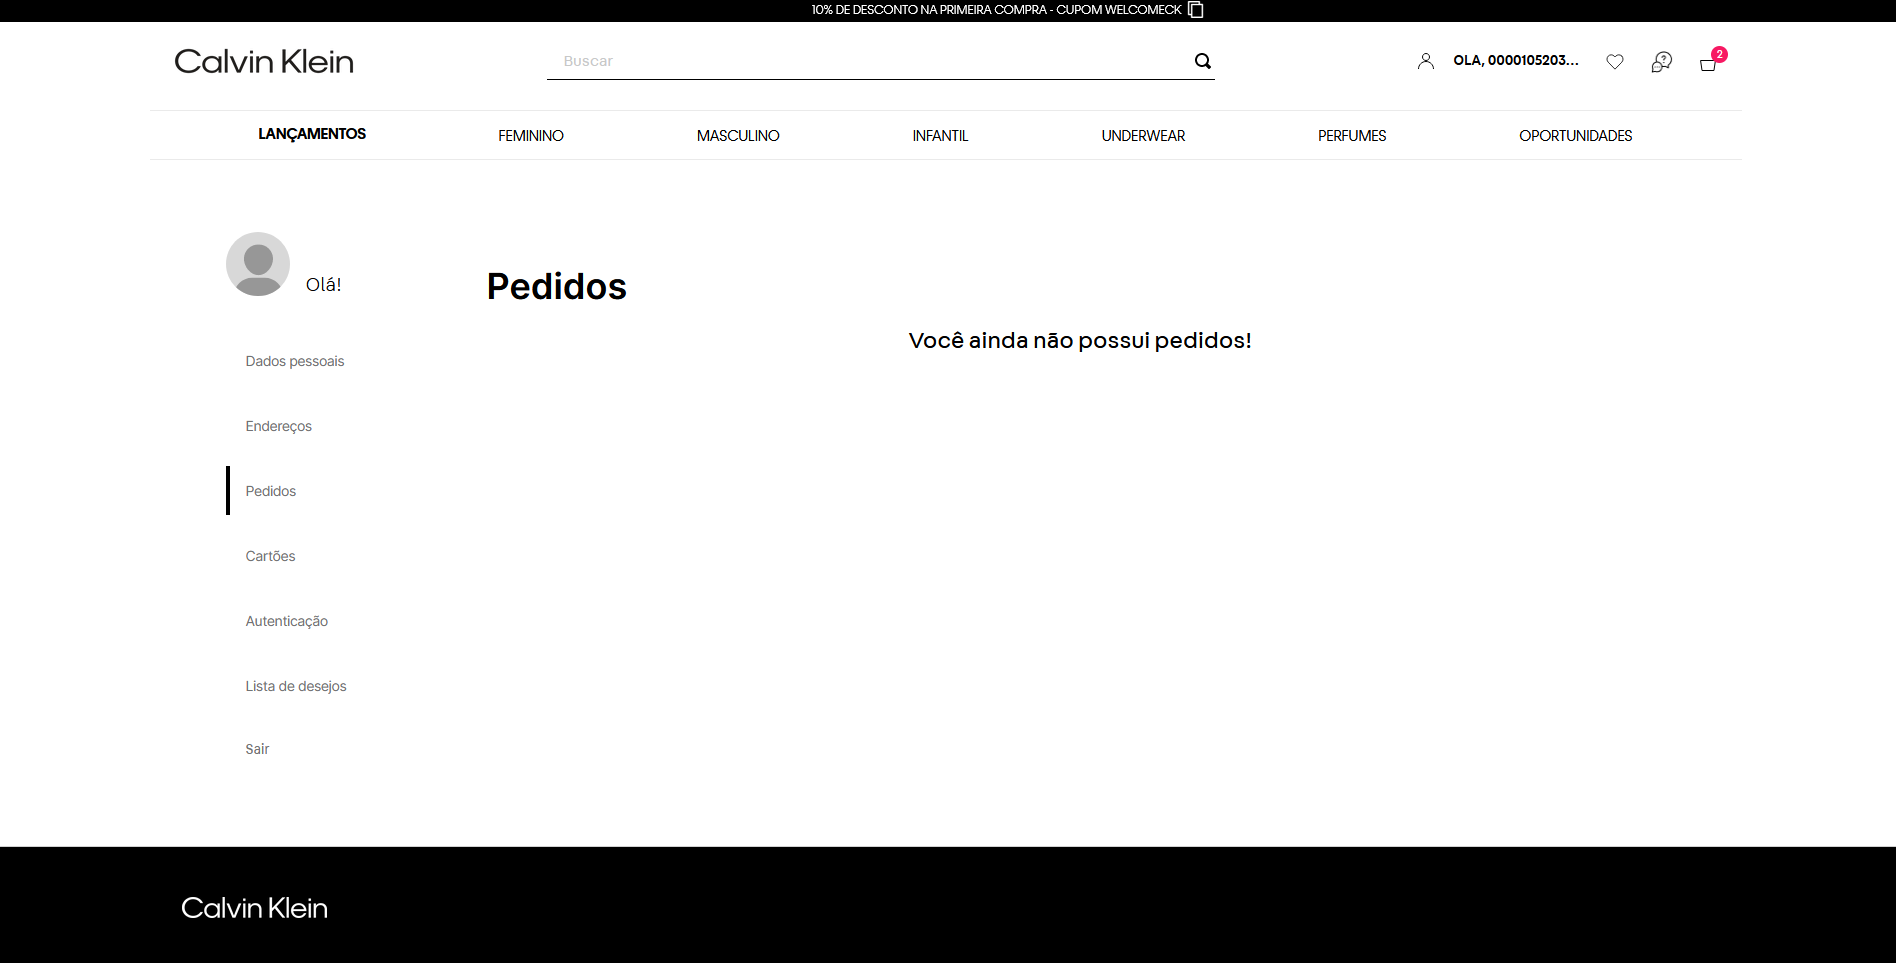 10% DE DESCONTO NA PRIMEIRA COMPRA - CUPOM WELCOMECK
Calvin Klein
Buscar
OLA, 0000105203...
2
LANÇAMENTOS
FEMININO
MASCULINO
INFANTIL
UNDERWEAR
PERFUMES
OPORTUNIDADES
Olá!
Pedidos
Você ainda não possui pedidos!
Dados pessoais
Endereços
Pedidos
Cartões
Autenticação
Lista de desejos
Sair
Calvin Klein